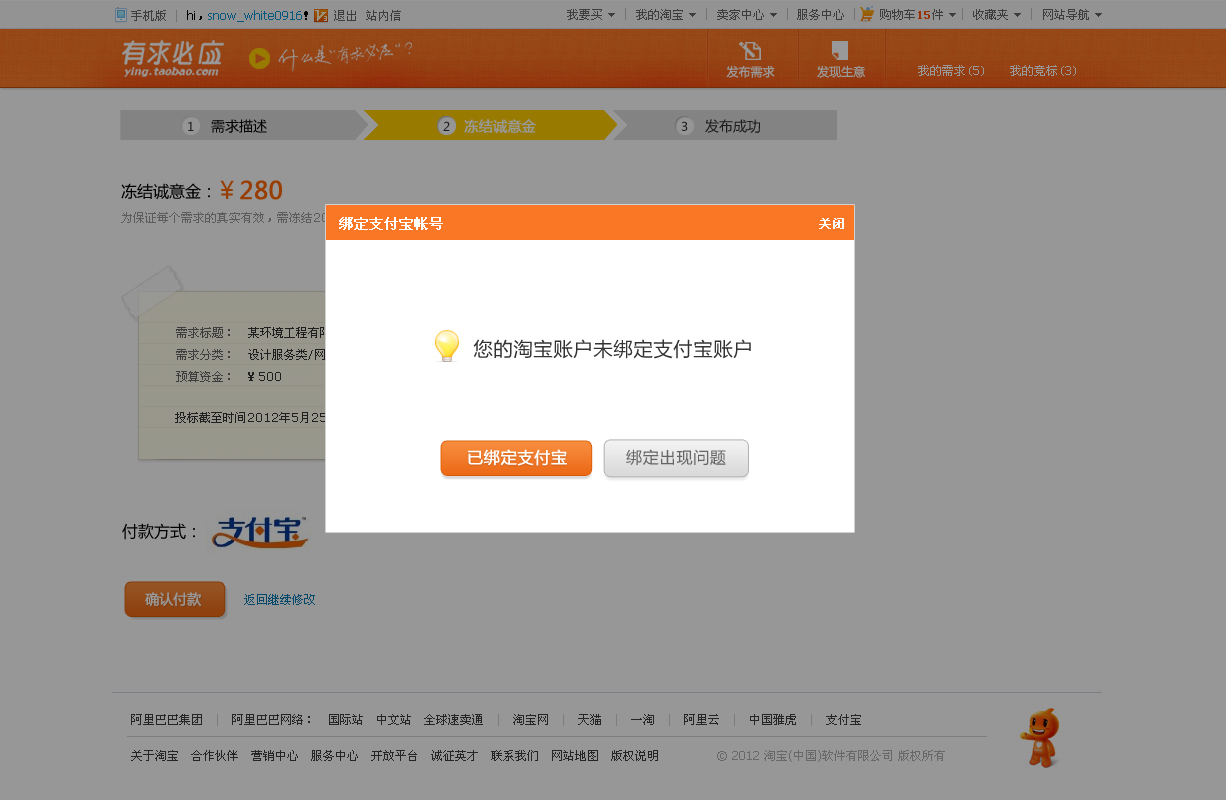 手机版 hi，snow_white0916！ 退出 站内信 我要买 我的淘宝 卖家中心 服务中心 购物车15件 收藏夹 网站导航
有求必应
ying.taobao.com
什么是“有求必应”？
发布需求 发现生意 我的需求(5) 我的竞标(3)
1 需求描述 2 冻结诚意金 3 发布成功
冻结诚意金：¥ 280
为保证每个需求的真实有效，需冻结20
绑定支付宝帐号 关闭
您的淘宝账户未绑定支付宝账户
已绑定支付宝 绑定出现问题
需求标题： 某环境工程有限
需求分类： 设计服务类/网
预算资金： ¥ 500
投标截至时间2012年5月25
付款方式： 支付宝
确认付款 返回继续修改
阿里巴巴集团 阿里巴巴网络： 国际站 中文站 全球速卖通 淘宝网 天猫 一淘 阿里云 中国雅虎 支付宝
关于淘宝 合作伙伴 营销中心 服务中心 开放平台 诚征英才 联系我们 网站地图 版权说明 © 2012 淘宝(中国)软件有限公司 版权所有